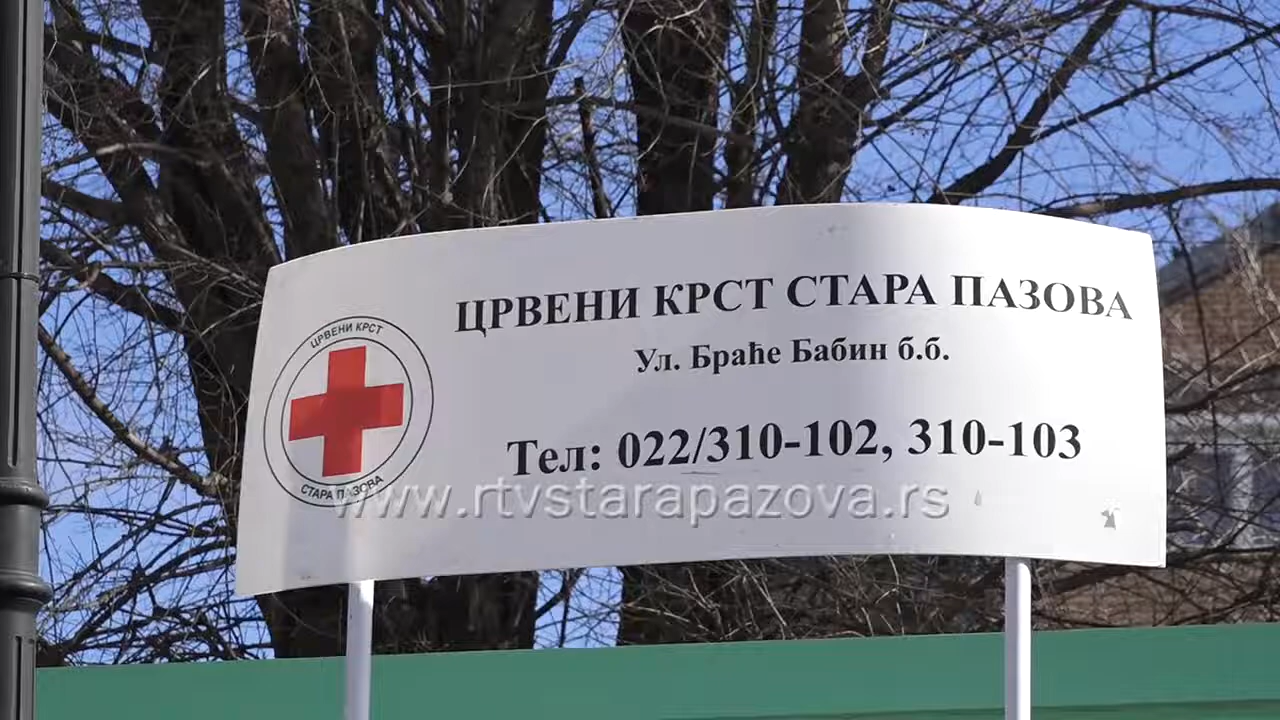 ЦРВЕНИ КРСТ СТАРА ПАЗОВА
Ул. Браће Бабин б.б.
Тел: 022/310-102, 310-103
ЦРВЕНИ КРСТ
СТАРА ПАЗОВА
www.rtvstarapazova.rs